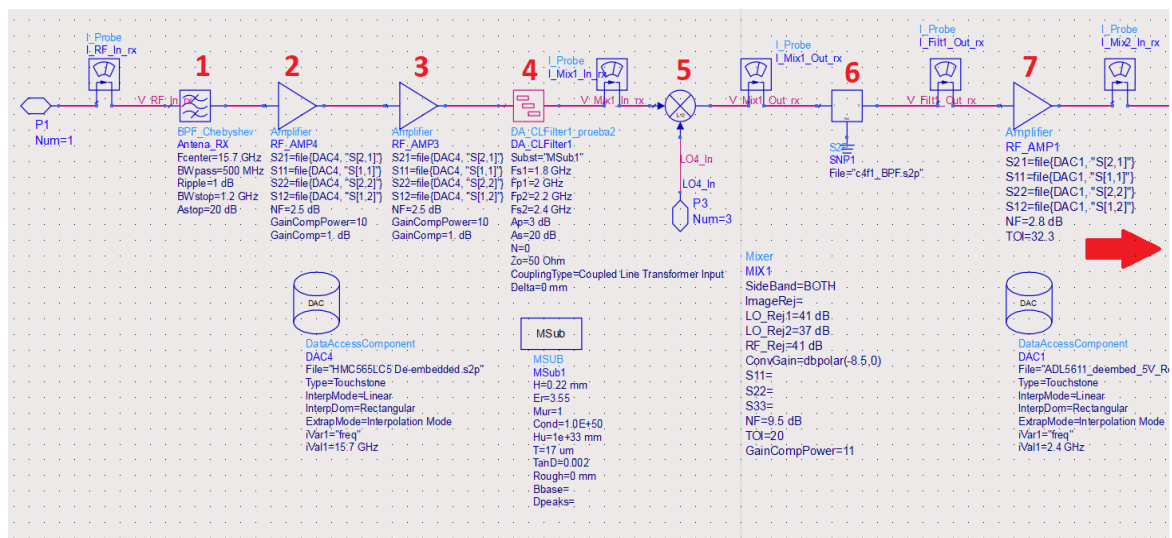 I_Probe
I_RF_In_rx
1
2
3
4
I_Probe
I_Mix1_In_rx
5
I_Probe
I_Mix1_Out_rx
6
I_Probe
I_Filt1_Out_rx
7
I_Probe
I_Mix2_In_rx
V_RF_In_rx
V_Mix1_In_rx
V_Mix1_Out_rx
V_Filt2_Out_rx
P1
Num=1
BPF_Chebyshev
Antena_RX
Fcenter=15.7 GHz
BWpass=500 MHz
Ripple=1 dB
BWstop=1.2 GHz
Astop=20 dB
Amplifier
RF_AMP4
S21=file{DAC4, "S[2,1]"}
S11=file{DAC4, "S[1,1]"}
S22=file{DAC4, "S[2,2]"}
S12=file{DAC4, "S[1,2]"}
NF=2.5 dB
GainCompPower=10
GainComp=1. dB
Amplifier
RF_AMP3
S21=file{DAC4, "S[2,1]"}
S11=file{DAC4, "S[1,1]"}
S22=file{DAC4, "S[2,2]"}
S12=file{DAC4, "S[1,2]"}
NF=2.5 dB
GainCompPower=10
GainComp=1. dB
DA_CLFilter1_prueba2
DA_CLFilter1
Subst="MSub1"
Fs1=1.8 GHz
Fp1=2 GHz
Fp2=2.2 GHz
Fs2=2.4 GHz
Ap=3 dB
As=20 dB
N=0
Zo=50 Ohm
CouplingType=Coupled Line Transformer Input
Delta=0 mm
LO4_In
LO4_In
P3
Num=3
Mixer
MIX1
SideBand=BOTH
ImageRej=
LO_Rej1=41 dB
LO_Rej2=37 dB
RF_Rej=41 dB
ConvGain=dbpolar(-8.5,0)
S11=
S22=
S33=
NF=9.5 dB
TOI=20
GainCompPower=11
S2P
SNP1
File="c4f1_BPF.s2p"
Amplifier
RF_AMP1
S21=file{DAC1, "S[2,1]"}
S11=file{DAC1, "S[1,1]"}
S22=file{DAC1, "S[2,2]"}
S12=file{DAC1, "S[1,2]"}
NF=2.8 dB
TOI=32.3
DAC
DataAccessComponent
DAC4
File="HMC565LC5 De-embedded.s2p"
Type=Touchstone
InterpMode=Linear
InterpDom=Rectangular
ExtrapMode=Interpolation Mode
iVar1="freq"
iVal1=15.7 GHz
MSub
MSUB
MSub1
H=0.22 mm
Er=3.55
Mur=1
Cond=1.0E+50
Hu=1e+33 mm
T=17 um
TanD=0.002
Rough=0 mm
Bbase=
Dpeaks=
DAC
DataAccessComponent
DAC1
File="ADL5611_deembed_5V_R
Type=Touchstone
InterpMode=Linear
InterpDom=Rectangular
ExtrapMode=Interpolation Mode
iVar1="freq"
iVal1=2.4 GHz